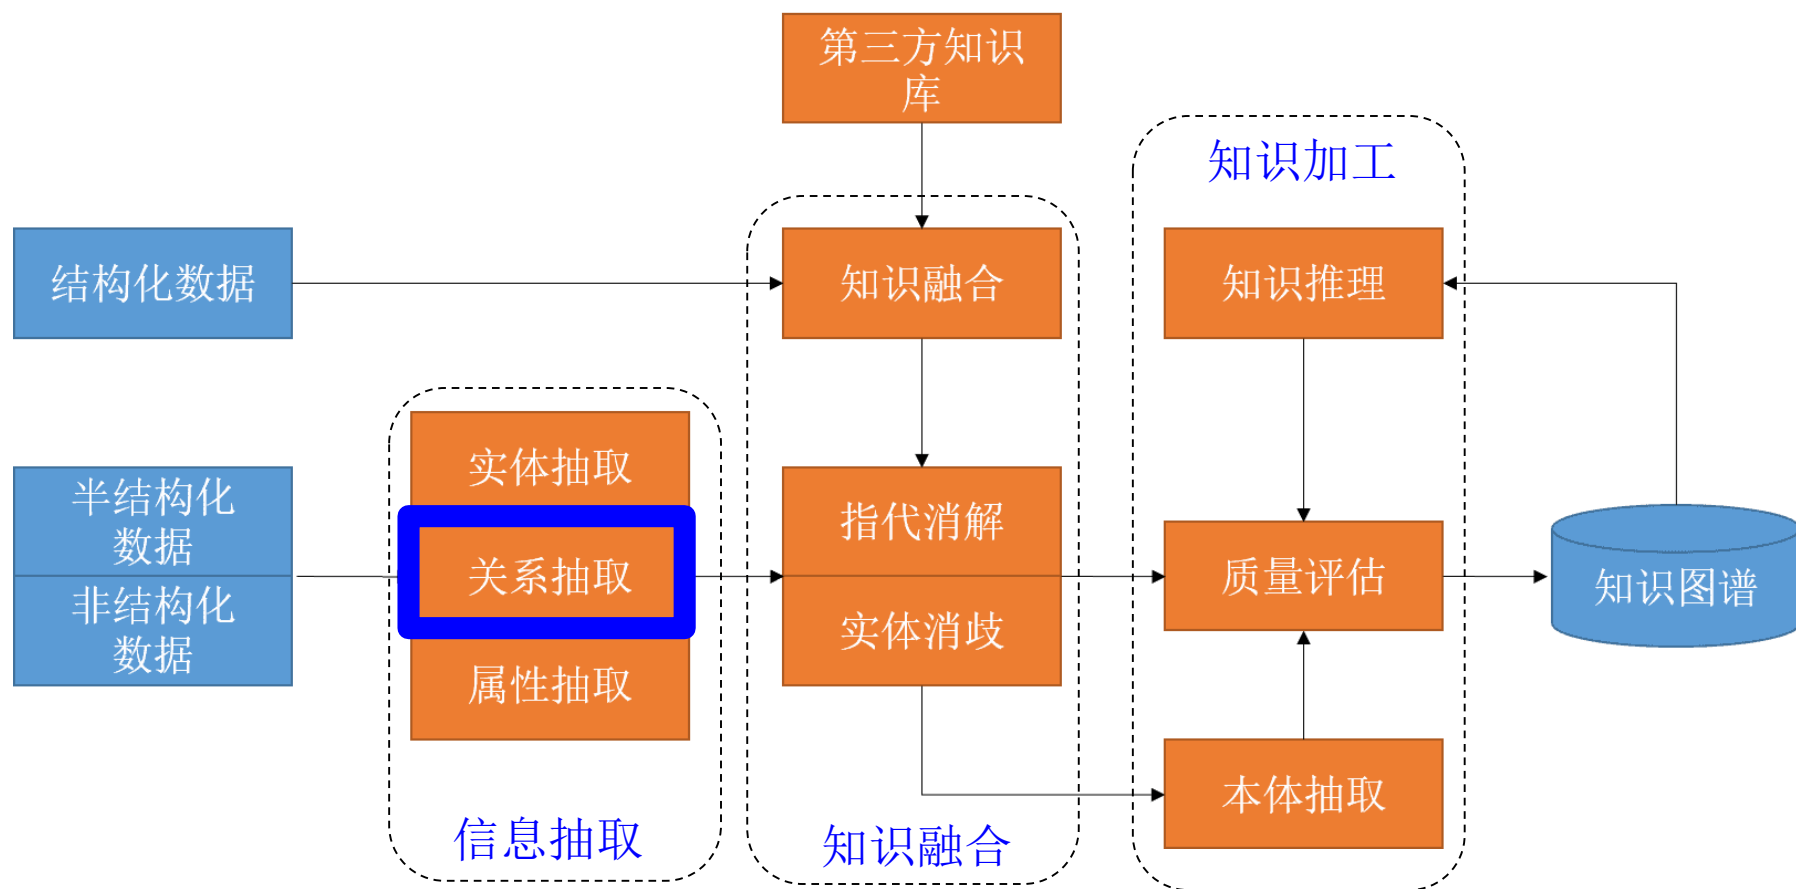 第三方知识
库
知识加工
结构化数据
知识融合
知识推理
实体抽取
半结构化
数据
指代消解
关系抽取
质量评估
知识图谱
非结构化
数据
实体消歧
属性抽取
本体抽取
信息抽取
知识融合